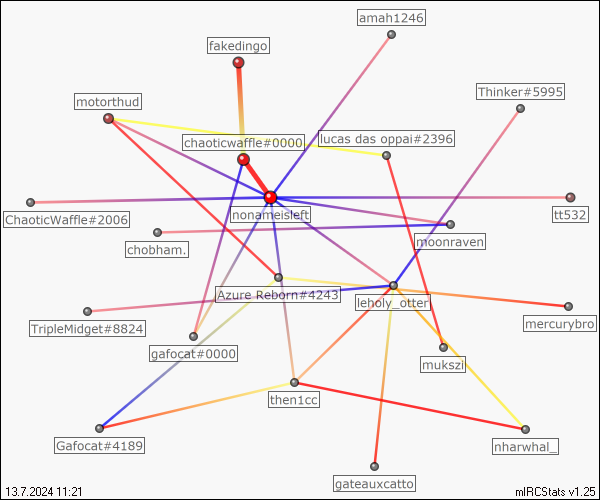 amah1246
fakedingo
Thinker#5995
motorthud
chaoticwaffle#0000
lucas das oppai#2396
ChaoticWaffle#2006
nonameisleft
tt532
chobham.
moonraven
Azure Reborn#4243
leholy_otter
TripleMidget#8824
mercurybro
gafocat#0000
mukszi
then1cc
Gafocat#4189
nharwhal_
gateauxcatto
13.7.2024 11:21
mIRCStats v1.25